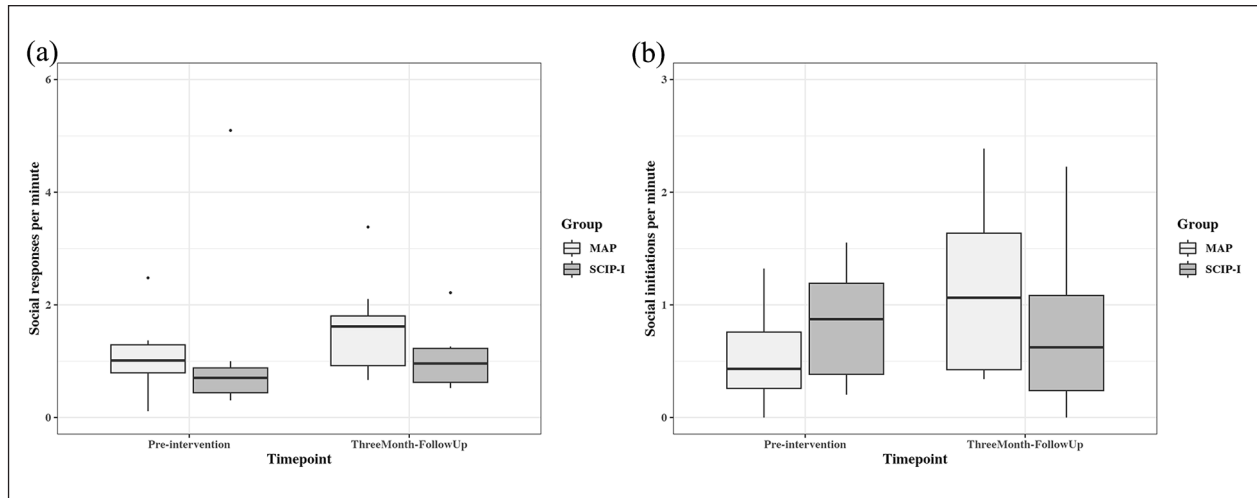 (a)
6
4
2
0
Social responses per minute
Pre-intervention
ThreeMonth-FollowUp
Timepoint
Group
MAP
SCIP-I
(b)
3
2
1
0
Social initiations per minute
Pre-intervention
ThreeMonth-FollowUp
Timepoint
Group
MAP
SCIP-I